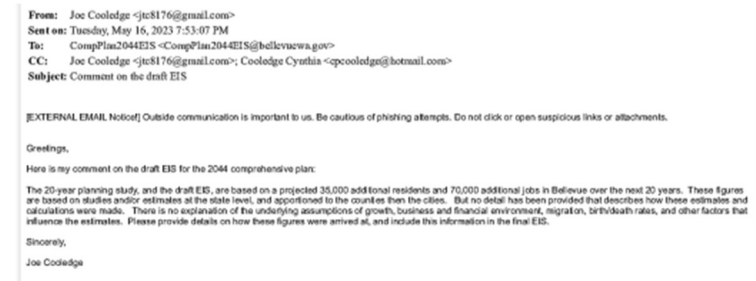 From: Joe Cooledge <jtc8176@gmail.com>
Sent on: Tuesday, May 16, 2023 7:53:07 PM
To: CompPlan2044EIS <CompPlan2044EIS@bellevuewa.gov>
CC: Joe Cooledge <jtc8176@gmail.com>; Cooledge Cynthia <cpcooledge@hotmail.com>
Subject: Comment on the draft EIS
[EXTERNAL EMAIL Notice!] Outside communication is important to us. Be cautious of phishing attempts. Do not click or open suspicious links or attachments.
Greetings,
Here is my comment on the draft EIS for the 2044 comprehensive plan:
The 20-year planning study, and the draft EIS, are based on a projected 35,000 additional residents and 70,000 additional jobs in Bellevue over the next 20 years. These figures
are based on studies and/or estimates at the state level, and apportioned to the counties then the cities. But no detail has been provided that describes how these estimates and
calculations were made. There is no explanation of the underlying assumptions of growth, business and financial environment, migration, birth/death rates, and other factors that
influence the estimates. Please provide details on how these figures were arrived at, and include this information in the final EIS.
Sincerely,
Joe Cooledge